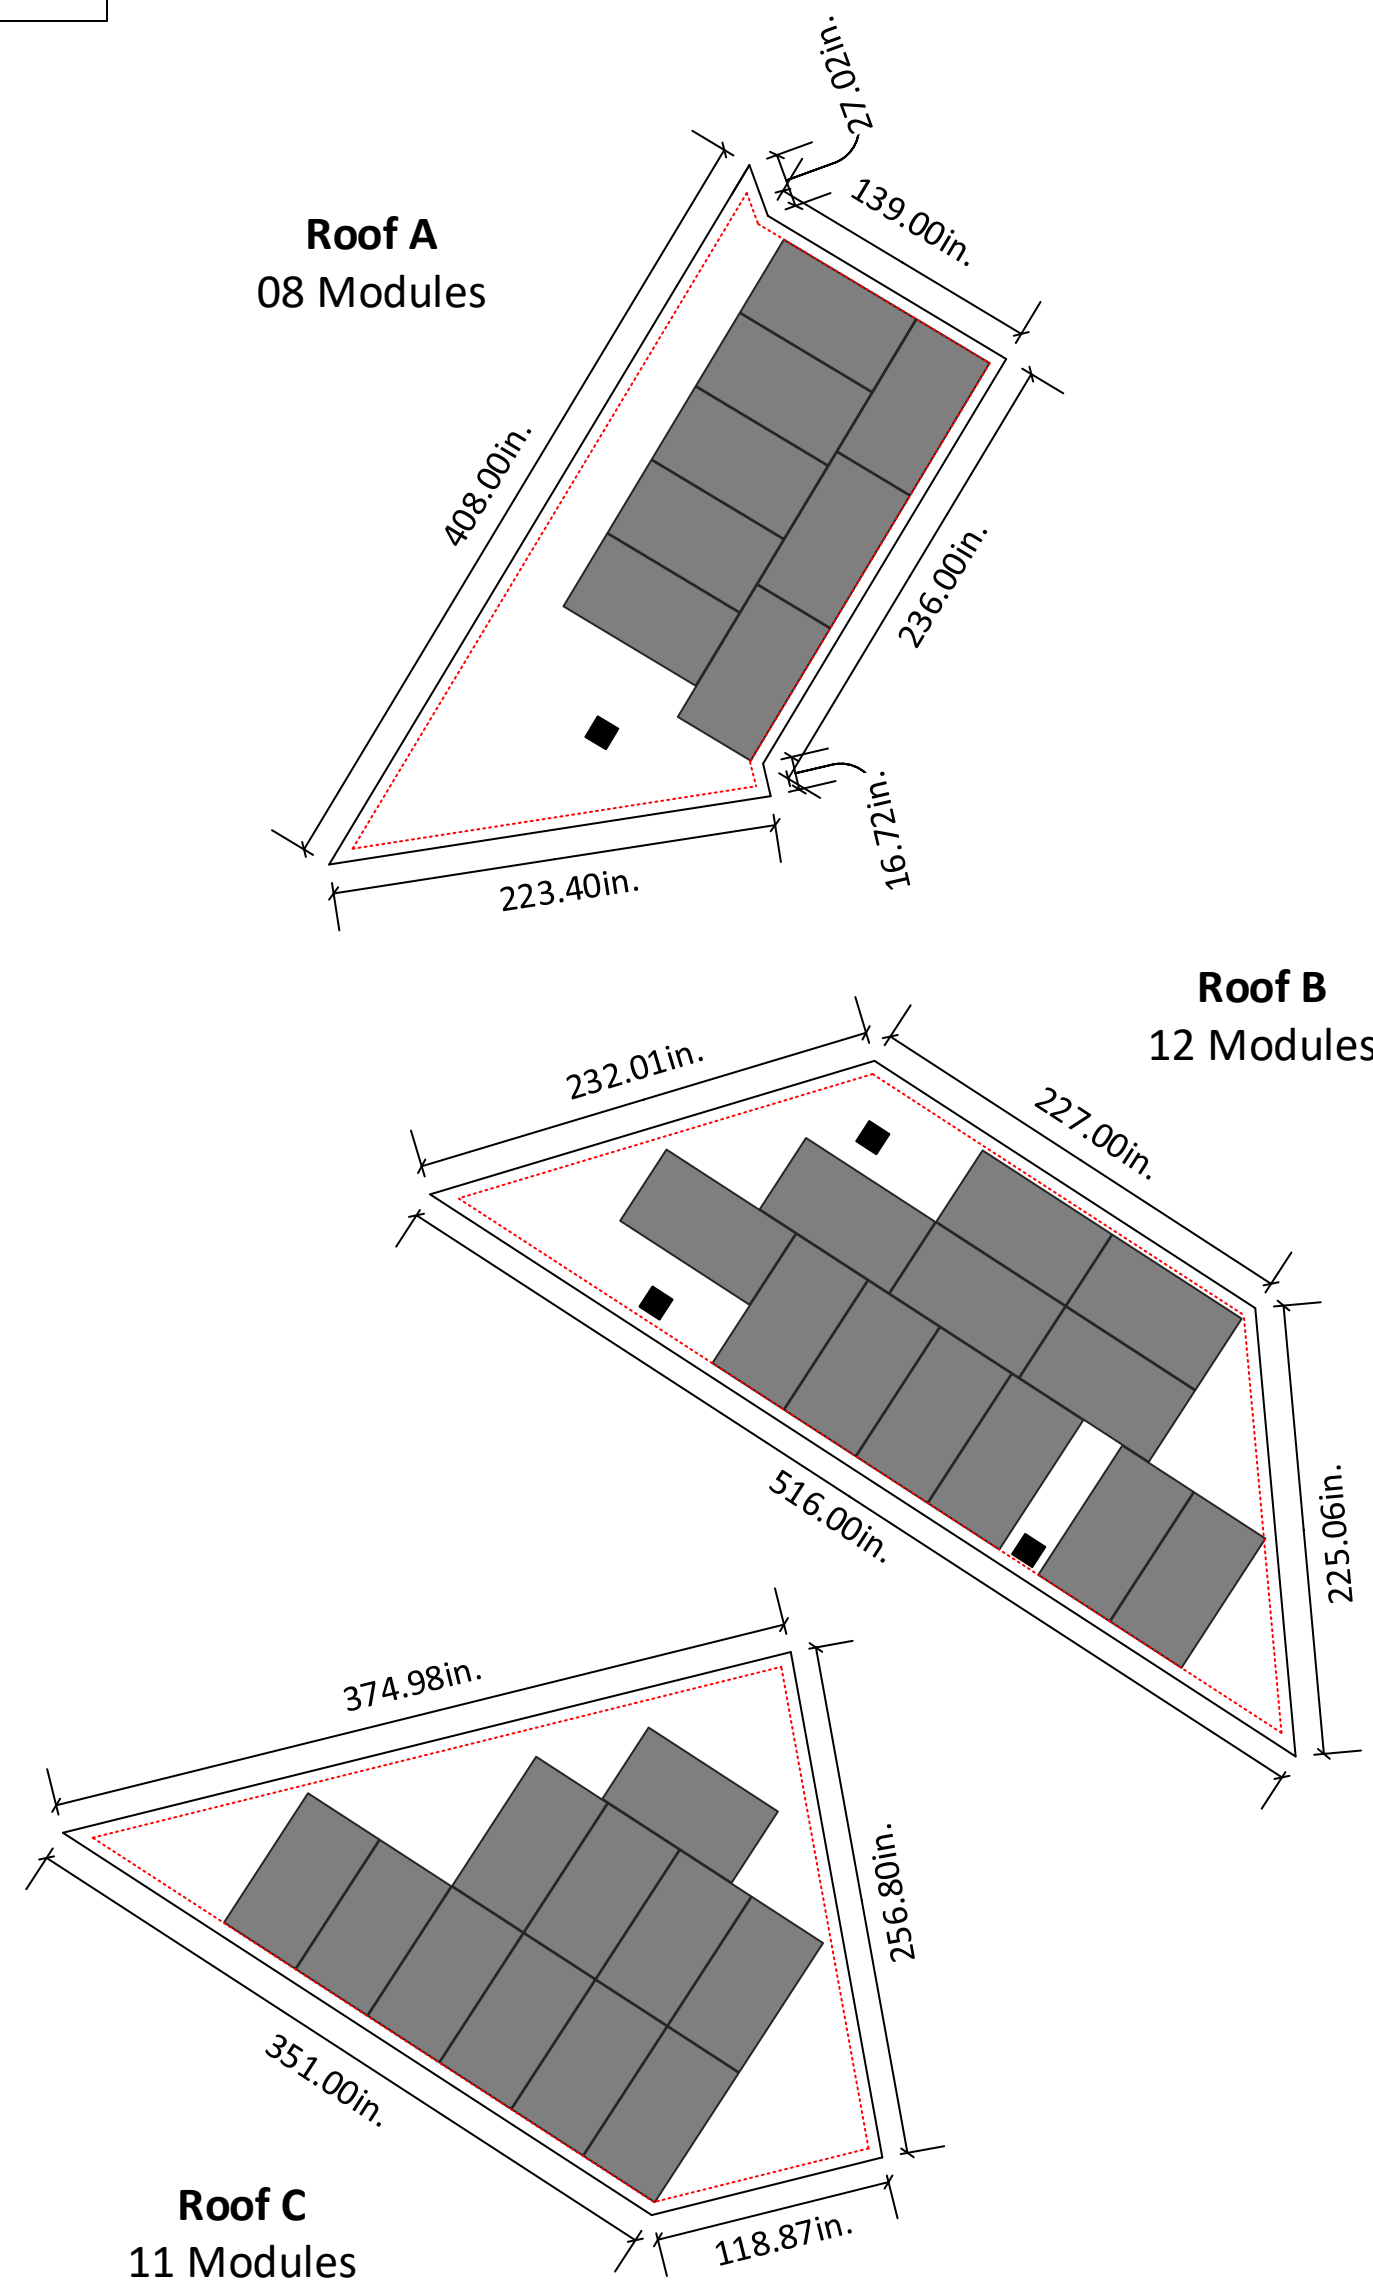 27.02in.
139.00in.
Roof A
08 Modules
408.00in.
236.00in.
16.72in.
223.40in.
Roof B
12 Modules
232.01in.
227.00in.
516.00in.
225.06in.
374.98in.
256.80in.
351.00in.
118.87in.
Roof C
11 Modules